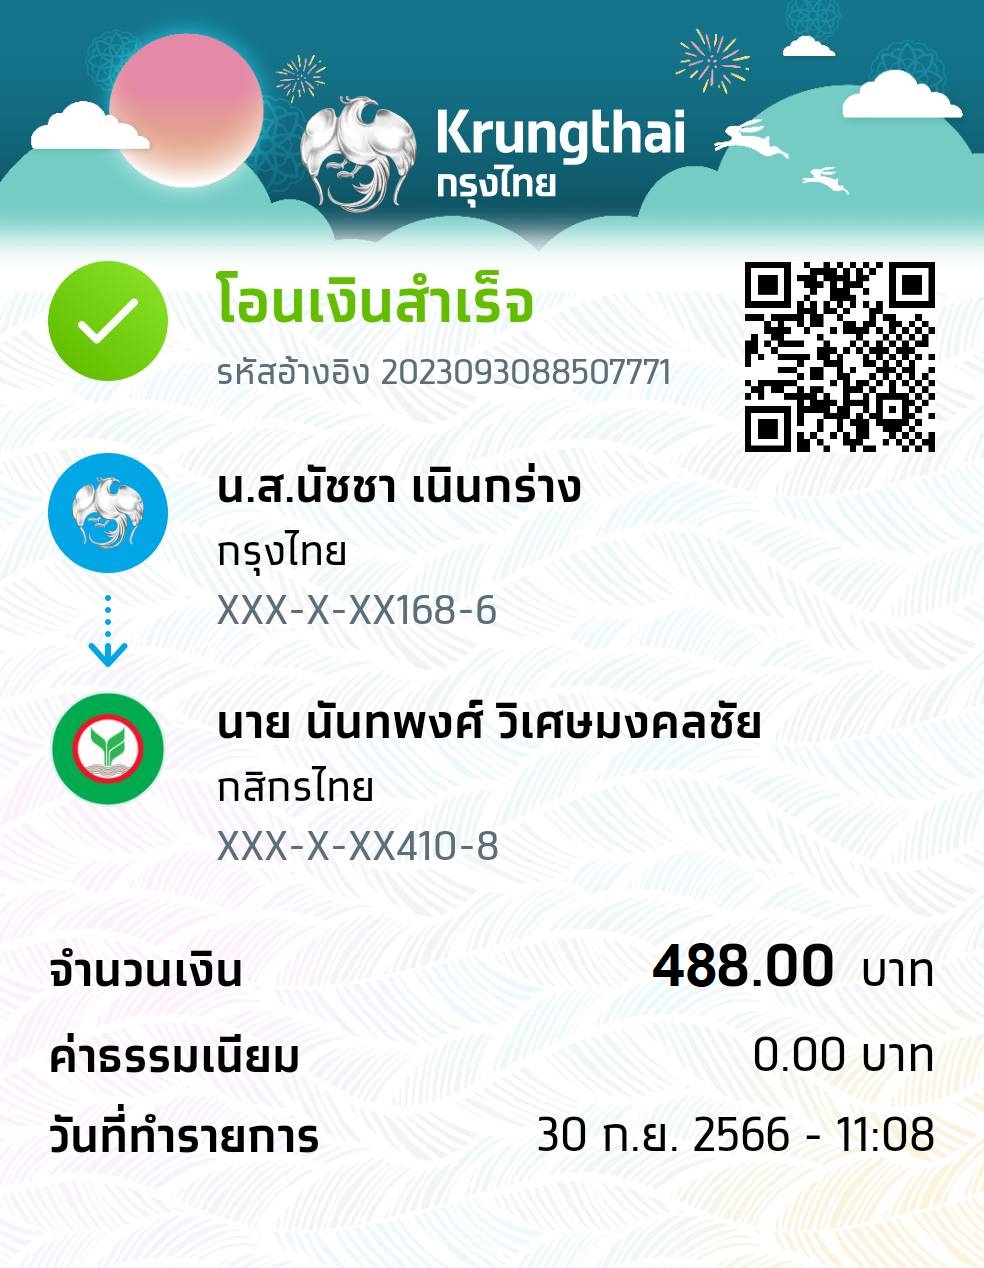 Krungthai
กรุงไทย
โอนเงินสำเร็จ
รหัสอ้างอิง 2023093088507771
น.ส.นัชชา เนินกร่าง
กรุงไทย
XXX-X-XX168-6
นาย นันทพงศ์ วิเศษมงคลชัย
กสิกรไทย
XXX-X-XX410-8
จำนวนเงิน 488.00 บาท
ค่าธรรมเนียม 0.00 บาท
วันที่ทำรายการ 30 ก.ย. 2566 - 11:08